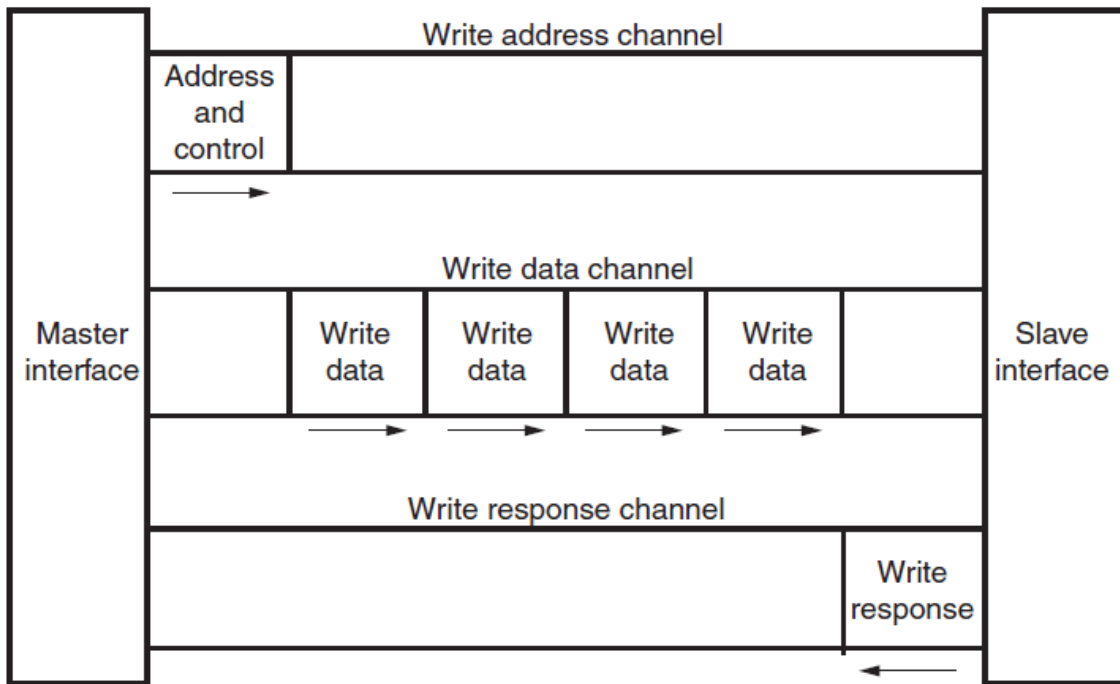 Write address channel
Address
and
control
Write data channel
Master
interface
Write
data
Write
data
Write
data
Write
data
Slave
interface
Write response channel
Write
response